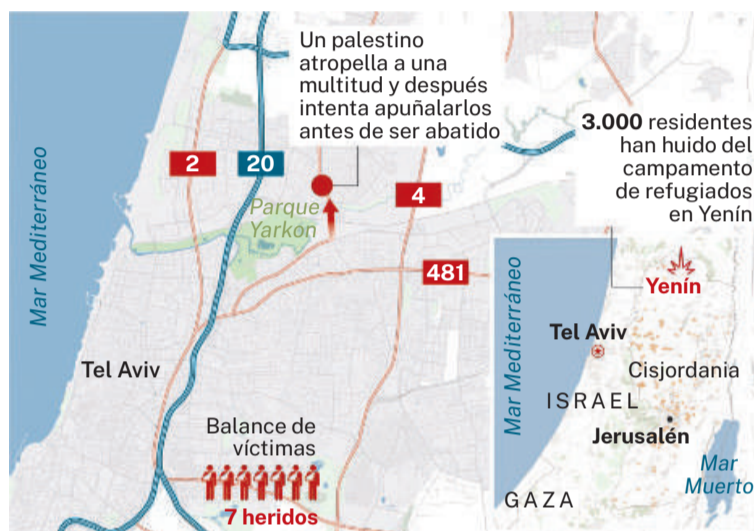 Un palestino
atropella a una
multitud y después
intenta apuñalarlos
antes de ser abatido
3.000 residentes
han huido del
campamento
de refugiados
en Yenín
2
20
4
481
Parque
Yarkon
Mar Mediterráneo
Tel Aviv
Balance de
víctimas
7 heridos
Mar Mediterráneo
Yenín
Tel Aviv
Cisjordania
ISRAEL
Jerusalén
Mar
Muerto
GAZA